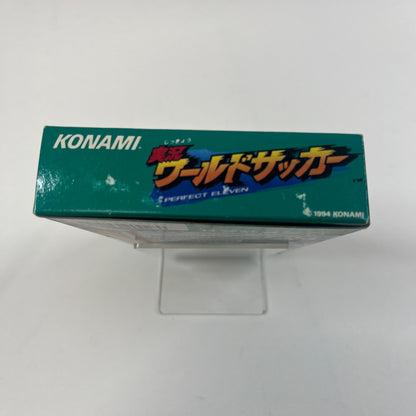 KONAMI
じっきょう
実況
ワールドサッカー
PERFECT ELEVEN
TM
© 1994 KONAMI